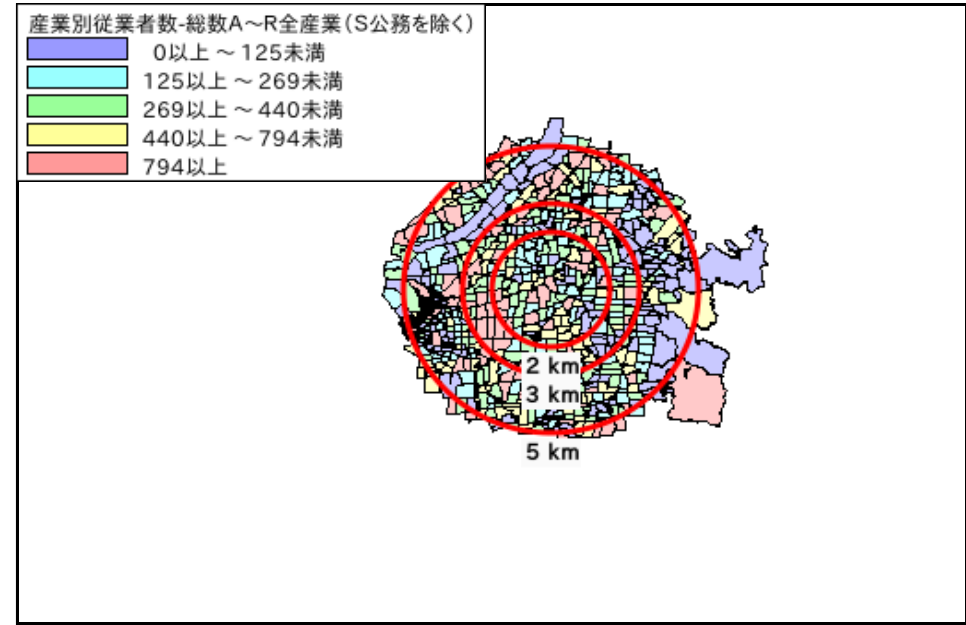 産業別従業者数-総数A～R全産業（S公務を除く）
0以上 ～ 125未満
125以上 ～ 269未満
269以上 ～ 440未満
440以上 ～ 794未満
794以上
2 km
3 km
5 km